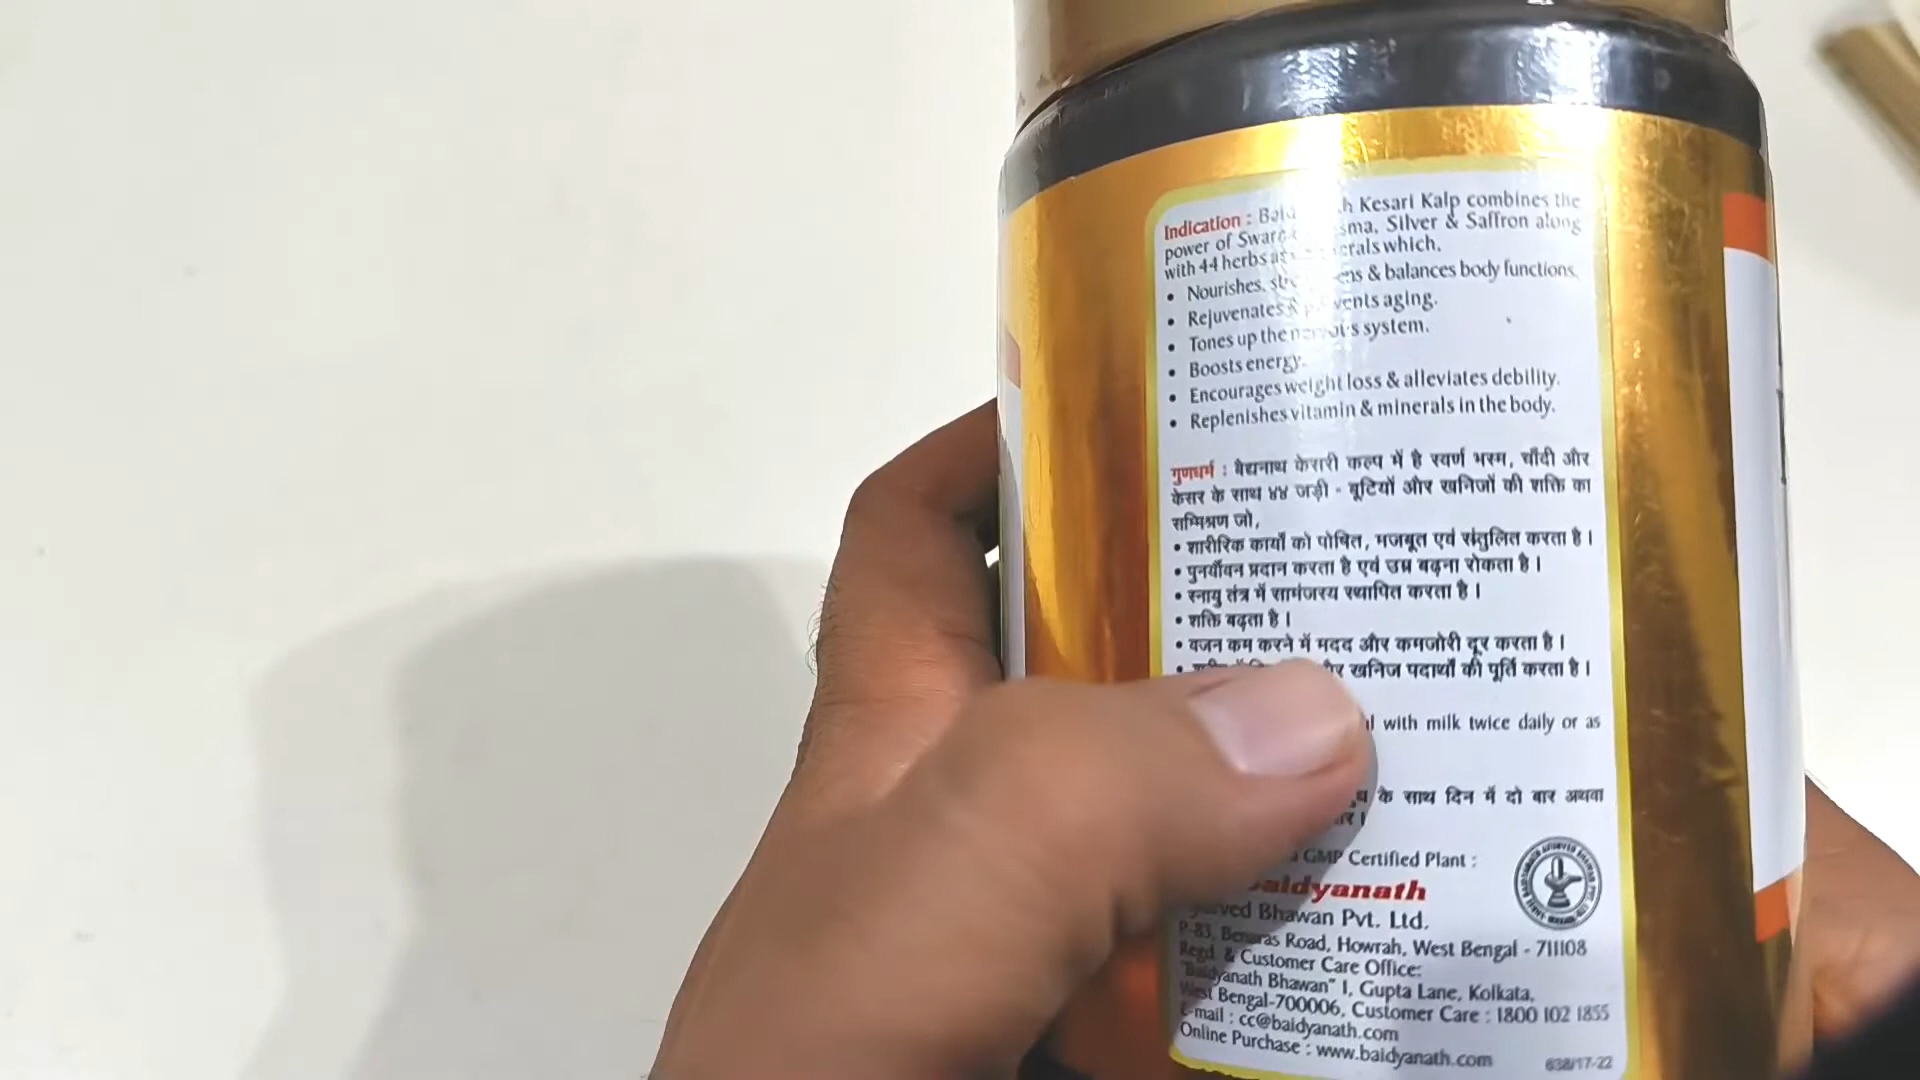 Indication : Kesari Kalp combines the
power of Silver & Saffron along
with 44 herbs which.
• Nourishes, & balances body functions.
• Rejuvenates & aging.
• Tones up the system.
• Boosts energy.
• Encourages weight loss & alleviates debility.
• Replenishes vitamin & minerals in the body.
गुणधर्म : बैद्यनाथ केसरी कल्प में है स्वर्ण भस्म, चाँदी और
केसर के साथ ४४ जड़ी - बूटियों और खनिजों की शक्ति का
सम्मिश्रण जो,
• शारीरिक कार्यों को पोषित, मजबूत एवं संतुलित करता है।
• पुनर्यौवन प्रदान करता है एवं उम्र बढ़ना रोकता है।
• स्नायु तंत्र में सामंजस्य स्थापित करता है।
• शक्ति बढ़ता है।
• वजन कम करने में मदद और कमजोरी दूर करता है।
• खनिज पदार्थों की पूर्ति करता है।
with milk twice daily or as
के साथ दिन में दो बार अथवा
GMP Certified Plant :
Baidyanath
Bhawan Pvt. Ltd.
P-83, Benaras Road, Howrah, West Bengal - 711108
Regd. & Customer Care Office:
"Baidyanath Bhawan" 1, Gupta Lane, Kolkata,
West Bengal-700006, Customer Care : 1800 102 1855
E-mail : cc@baidyanath.com
Online Purchase : www.baidyanath.com
638/17-22